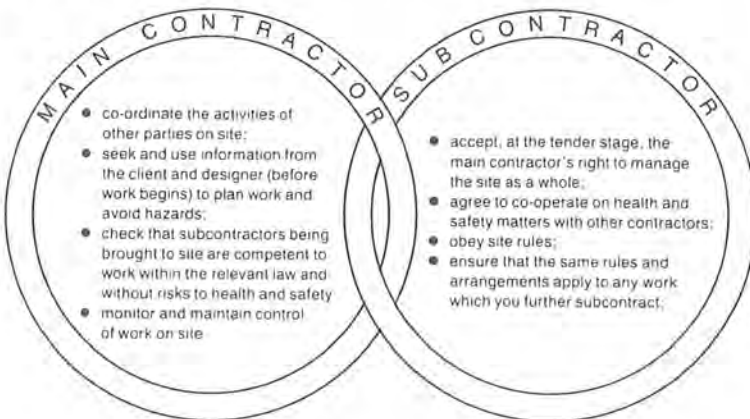 MAIN CONTRACTOR
● co-ordinate the activities of
other parties on site;
● seek and use information from
the client and designer (before
work begins) to plan work and
avoid hazards;
● check that subcontractors being
brought to site are competent to
work within the relevant law and
without risks to health and safety
● monitor and maintain control
of work on site
SUBCONTRACTOR
● accept, at the tender stage, the
main contractor's right to manage
the site as a whole;
● agree to co-operate on health and
safety matters with other contractors;
● obey site rules;
● ensure that the same rules and
arrangements apply to any work
which you further subcontract.